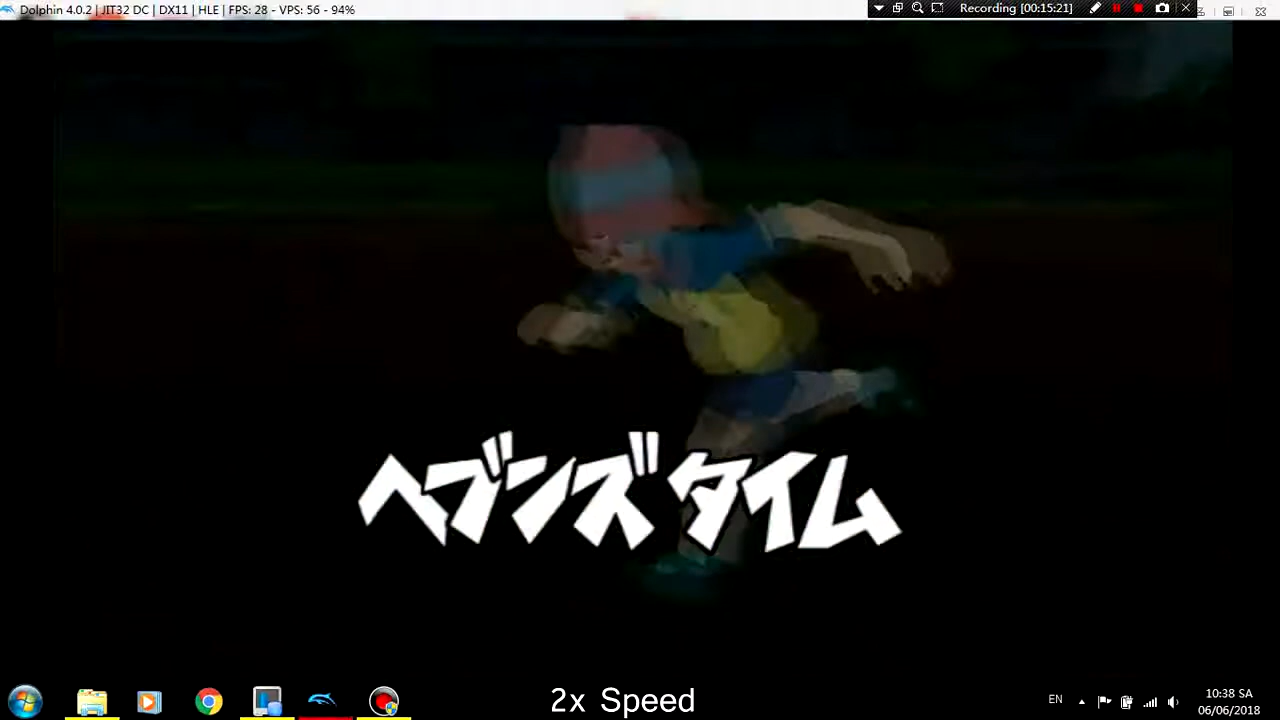 Dolphin 4.0.2 | JIT32 DC | DX11 | HLE | FPS: 28 - VPS: 56 - 94%
Recording [00:15:21]
ヘブンズタイム
2x Speed
EN
10:38 SA
06/06/2018